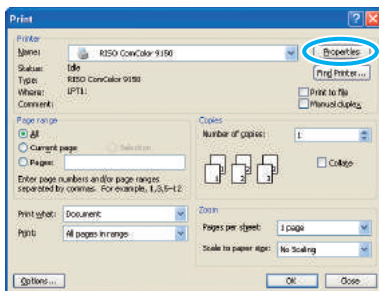 Print
Printer
Name: RISO ComColor 9150 Properties
Status: Idle Find Printer...
Type: RISO ComColor 9150
Where: LPT1: Print to file
Comment: Manual duplex
Page range Copies
All Number of copies: 1
Current page Selection
Pages: Collate
Enter page numbers and/or page ranges
separated by commas. For example, 1,3,5–12
Print what: Document Zoom
Print: All pages in range Pages per sheet: 1 page
Scale to paper size: No Scaling
Options... OK Close